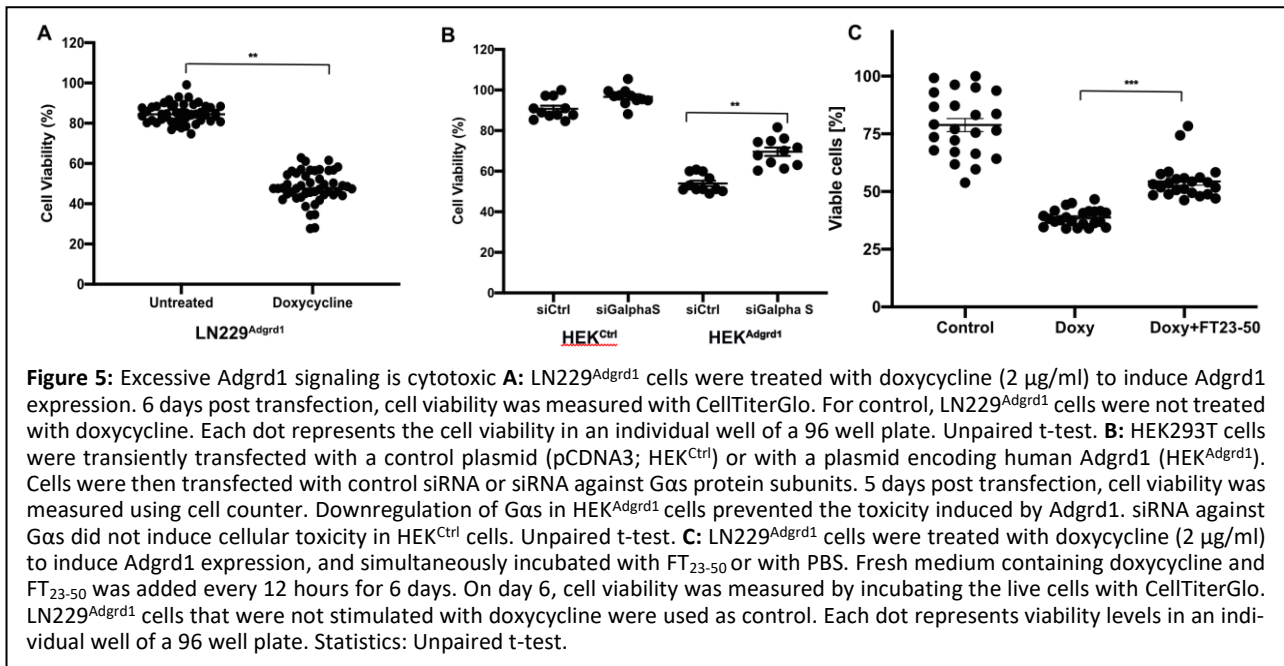 A
120
100
80
60
40
20
0
Cell Viability (%)
**
Untreated
Doxycycline
LN229Adgrd1
B
120
100
80
60
40
20
0
Cell Viability (%)
**
siCtrl
siGalphaS
siCtrl
siGalpha S
HEKCtrl
HEKAdgrd1
C
100
75
50
25
0
Viable cells [%]
***
Control
Doxy
Doxy+FT23-50
Figure 5: Excessive Adgrd1 signaling is cytotoxic A: LN229Adgrd1 cells were treated with doxycycline (2 µg/ml) to induce Adgrd1
expression. 6 days post transfection, cell viability was measured with CellTiterGlo. For control, LN229Adgrd1 cells were not treated
with doxycycline. Each dot represents the cell viability in an individual well of a 96 well plate. Unpaired t-test. B: HEK293T cells
were transiently transfected with a control plasmid (pCDNA3; HEKCtrl) or with a plasmid encoding human Adgrd1 (HEKAdgrd1).
Cells were then transfected with control siRNA or siRNA against Gαs protein subunits. 5 days post transfection, cell viability was
measured using cell counter. Downregulation of Gαs in HEKAdgrd1 cells prevented the toxicity induced by Adgrd1. siRNA against
Gαs did not induce cellular toxicity in HEKCtrl cells. Unpaired t-test. C: LN229Adgrd1 cells were treated with doxycycline (2 µg/ml)
to induce Adgrd1 expression, and simultaneously incubated with FT23-50 or with PBS. Fresh medium containing doxycycline and
FT23-50 was added every 12 hours for 6 days. On day 6, cell viability was measured by incubating the live cells with CellTiterGlo.
LN229Adgrd1 cells that were not stimulated with doxycycline were used as control. Each dot represents viability levels in an indi-
vidual well of a 96 well plate. Statistics: Unpaired t-test.